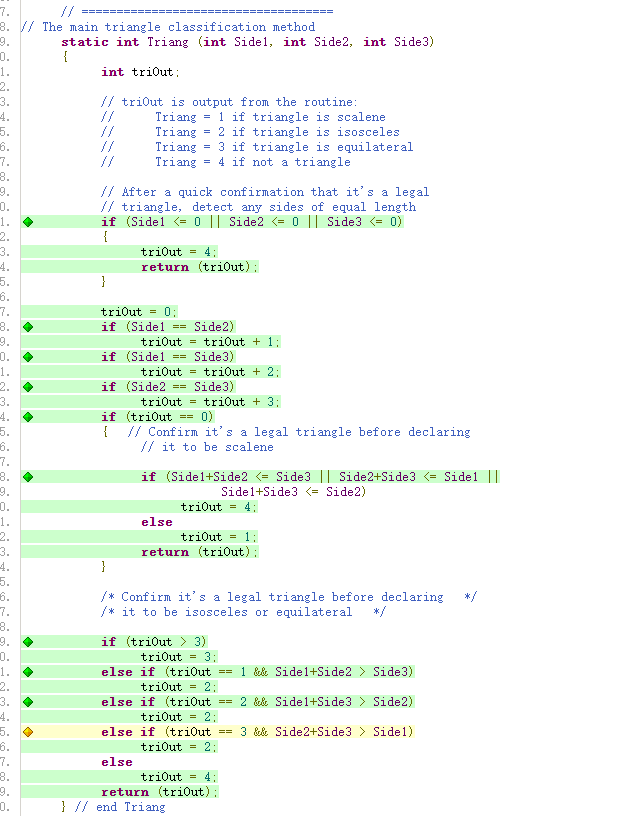 7. // ====================================
8. // The main triangle classification method
9. static int Triang (int Side1, int Side2, int Side3)
0. {
1. int triOut;
2.
3. // triOut is output from the routine:
4. // Triang = 1 if triangle is scalene
5. // Triang = 2 if triangle is isosceles
6. // Triang = 3 if triangle is equilateral
7. // Triang = 4 if not a triangle
8.
9. // After a quick confirmation that it's a legal
0. // triangle, detect any sides of equal length
1. if (Side1 <= 0 || Side2 <= 0 || Side3 <= 0)
2. {
3. triOut = 4;
4. return (triOut);
5. }
6.
7. triOut = 0;
8. if (Side1 == Side2)
9. triOut = triOut + 1;
0. if (Side1 == Side3)
1. triOut = triOut + 2;
2. if (Side2 == Side3)
3. triOut = triOut + 3;
4. if (triOut == 0)
5. { // Confirm it's a legal triangle before declaring
6. // it to be scalene
7.
8. if (Side1+Side2 <= Side3 || Side2+Side3 <= Side1 ||
9. Side1+Side3 <= Side2)
0. triOut = 4;
1. else
2. triOut = 1;
3. return (triOut);
4. }
5.
6. /* Confirm it's a legal triangle before declaring */
7. /* it to be isosceles or equilateral */
8.
9. if (triOut > 3)
0. triOut = 3;
1. else if (triOut == 1 && Side1+Side2 > Side3)
2. triOut = 2;
3. else if (triOut == 2 && Side1+Side3 > Side2)
4. triOut = 2;
5. else if (triOut == 3 && Side2+Side3 > Side1)
6. triOut = 2;
7. else
8. triOut = 4;
9. return (triOut);
0. } // end Triang